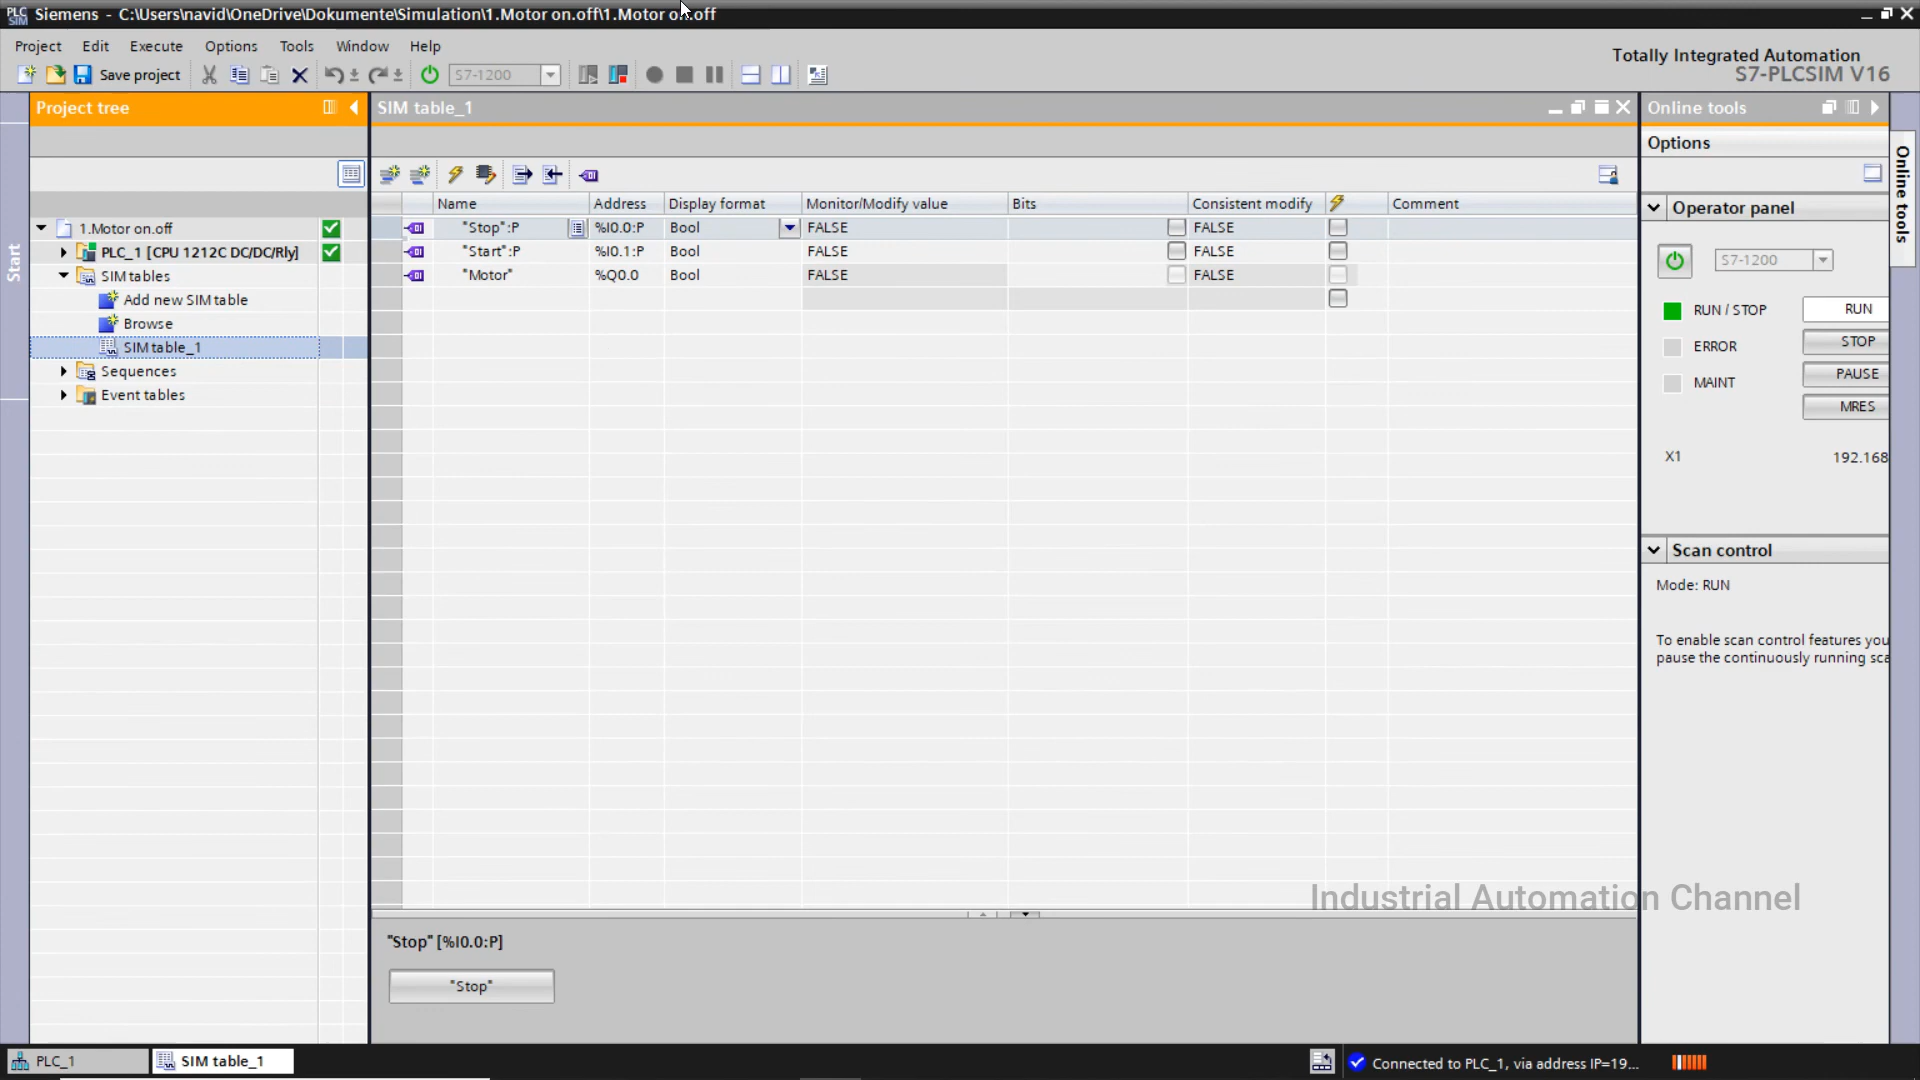 PLC SIM Siemens - C:\Users\navid\OneDrive\Dokumente\Simulation\1.Motor on.off\1.Motor on.off
Project Edit Execute Options Tools Window Help
Totally Integrated Automation
S7-PLCSIM V16
Save project S7-1200
Project tree
SIM table_1
Online tools
Options
Start
Online tools
Name Address Display format Monitor/Modify value Bits Consistent modify Comment
"Stop":P %I0.0:P Bool FALSE FALSE
"Start":P %I0.1:P Bool FALSE FALSE
"Motor" %Q0.0 Bool FALSE FALSE
1.Motor on.off
PLC_1 [CPU 1212C DC/DC/Rly]
SIM tables
Add new SIM table
Browse
SIM table_1
Sequences
Event tables
Operator panel
S7-1200
RUN / STOP RUN
STOP
ERROR
PAUSE
MAINT
MRES
X1 192.168
Scan control
Mode: RUN
To enable scan control features you
pause the continuously running sca
Industrial Automation Channel
"Stop" [%I0.0:P]
"Stop"
PLC_1 SIM table_1 Connected to PLC_1, via address IP=19...